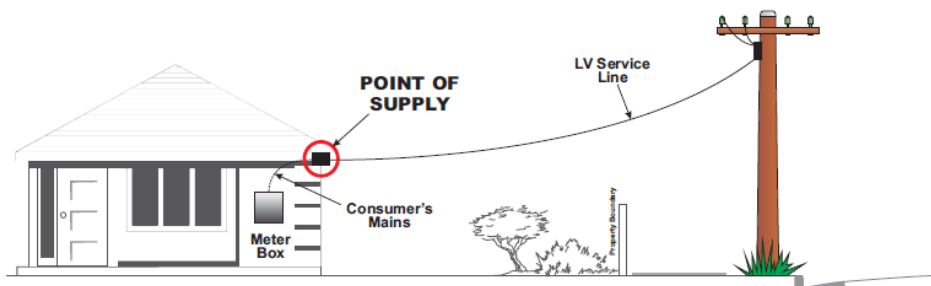 POINT OF
SUPPLY
LV Service
Line
Consumer's
Mains
Meter
Box
Property Boundary